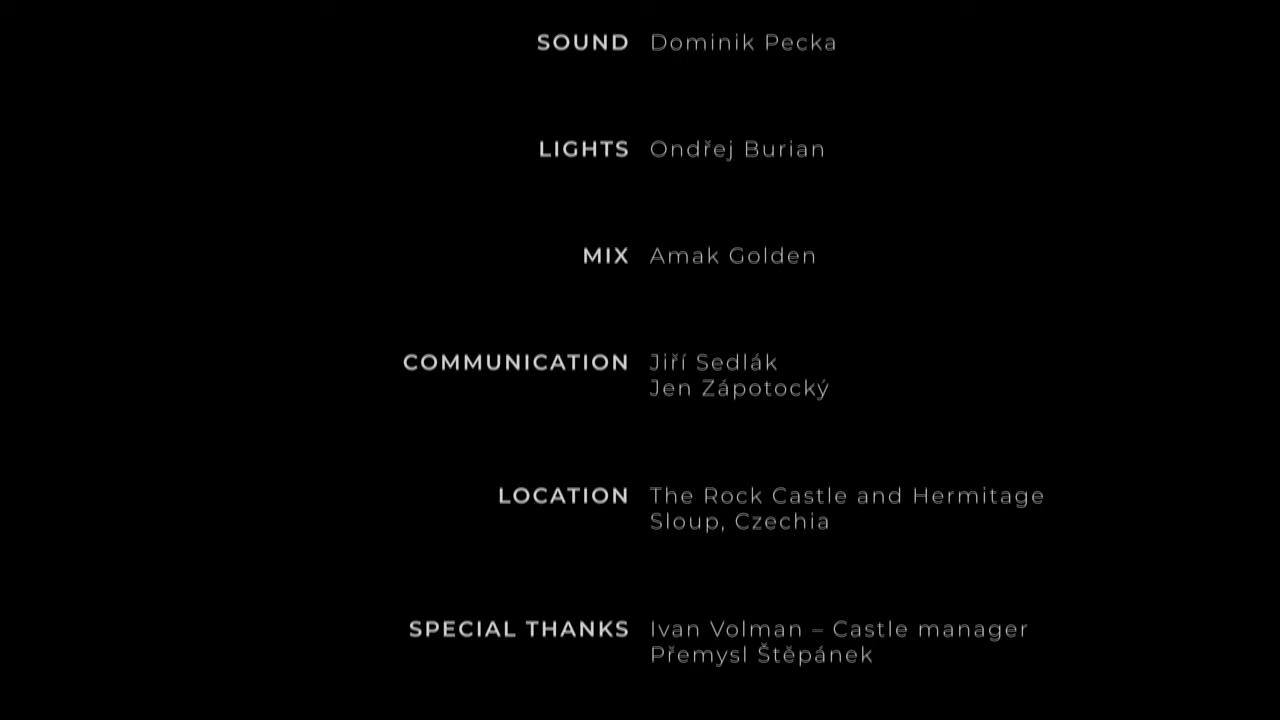 SOUND Dominik Pecka
LIGHTS Ondřej Burian
MIX Amak Golden
COMMUNICATION Jiří Sedlák
Jen Zápotocký
LOCATION The Rock Castle and Hermitage
Sloup, Czechia
SPECIAL THANKS Ivan Volman – Castle manager
Přemysl Štěpánek